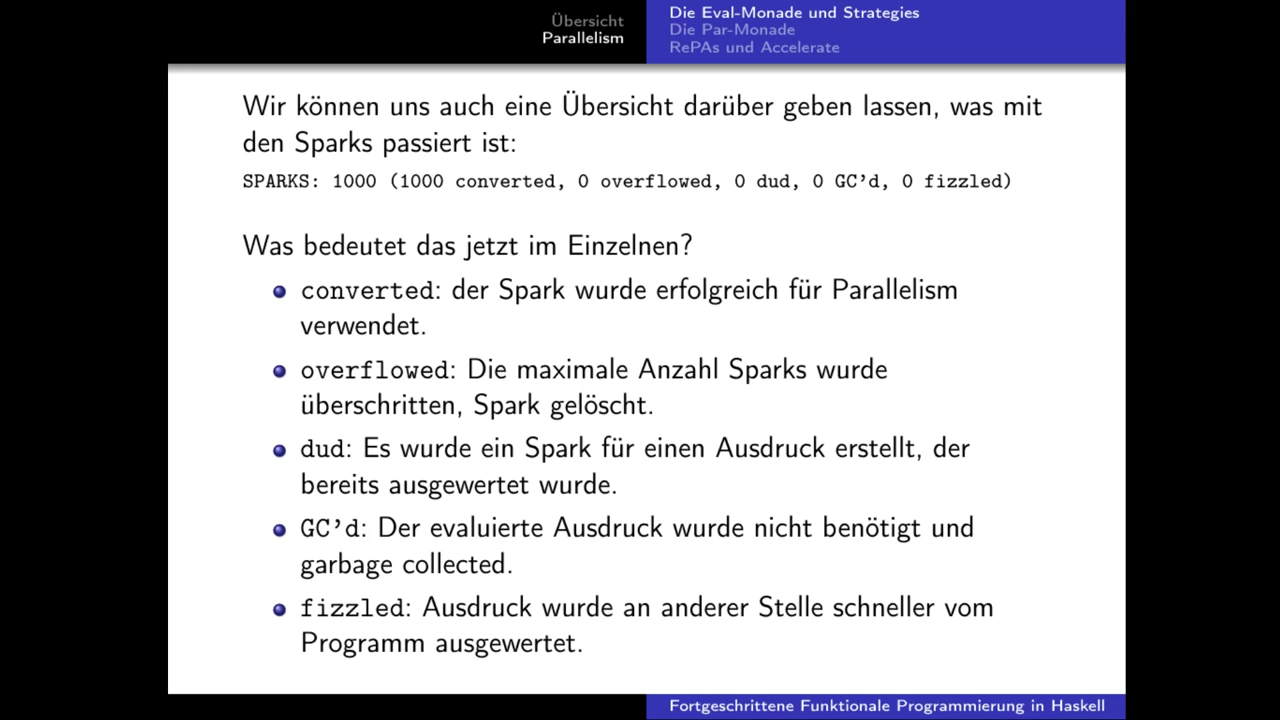 Übersicht
Parallelism
Die Eval-Monade und Strategies
Die Par-Monade
RePAs und Accelerate
Wir können uns auch eine Übersicht darüber geben lassen, was mit
den Sparks passiert ist:
SPARKS: 1000 (1000 converted, 0 overflowed, 0 dud, 0 GC’d, 0 fizzled)
Was bedeutet das jetzt im Einzelnen?
converted: der Spark wurde erfolgreich für Parallelism
verwendet.
overflowed: Die maximale Anzahl Sparks wurde
überschritten, Spark gelöscht.
dud: Es wurde ein Spark für einen Ausdruck erstellt, der
bereits ausgewertet wurde.
GC’d: Der evaluierte Ausdruck wurde nicht benötigt und
garbage collected.
fizzled: Ausdruck wurde an anderer Stelle schneller vom
Programm ausgewertet.
Fortgeschrittene Funktionale Programmierung in Haskell